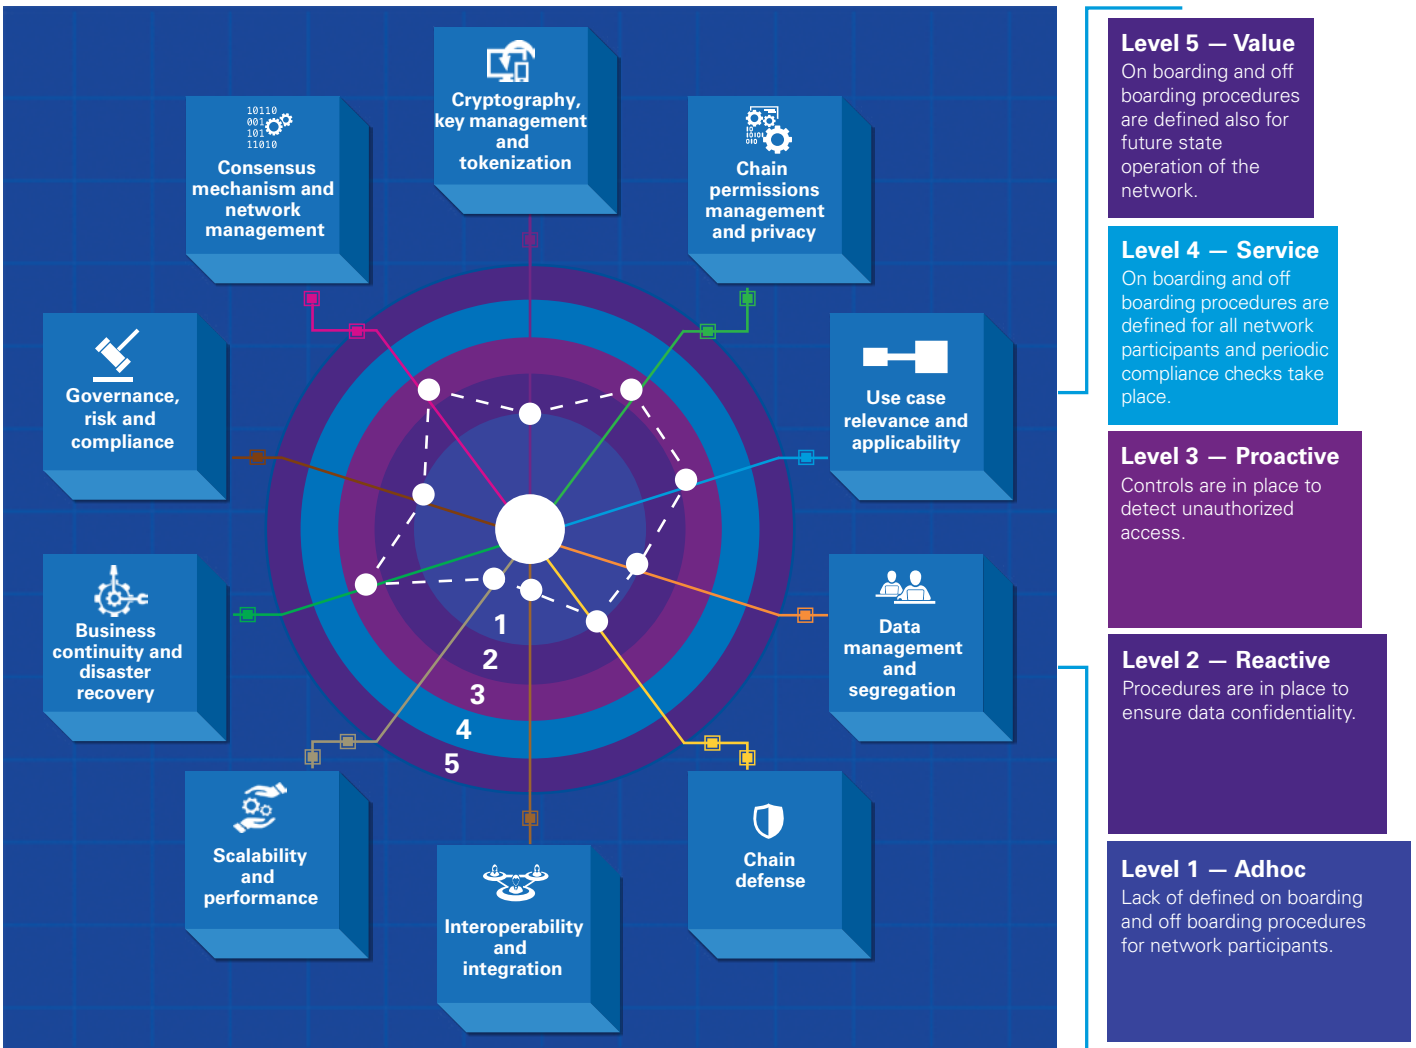 Cryptography,
key management
and
tokenization
10110
001
101
11010
Consensus
mechanism and
network
management
10
10101
010
Chain
permissions
management
and privacy
Governance,
risk and
compliance
Use case
relevance and
applicability
Business
continuity and
disaster
recovery
Data
management
and
segregation
1
2
3
4
5
Scalability
and
performance
Interoperability
and
integration
Chain
defense
Level 5 — Value
On boarding and off
boarding procedures
are defined also for
future state
operation of the
network.
Level 4 — Service
On boarding and off
boarding procedures are
defined for all network
participants and periodic
compliance checks take
place.
Level 3 — Proactive
Controls are in place to
detect unauthorized
access.
Level 2 — Reactive
Procedures are in place to
ensure data confidentiality.
Level 1 — Adhoc
Lack of defined on boarding
and off boarding procedures
for network participants.